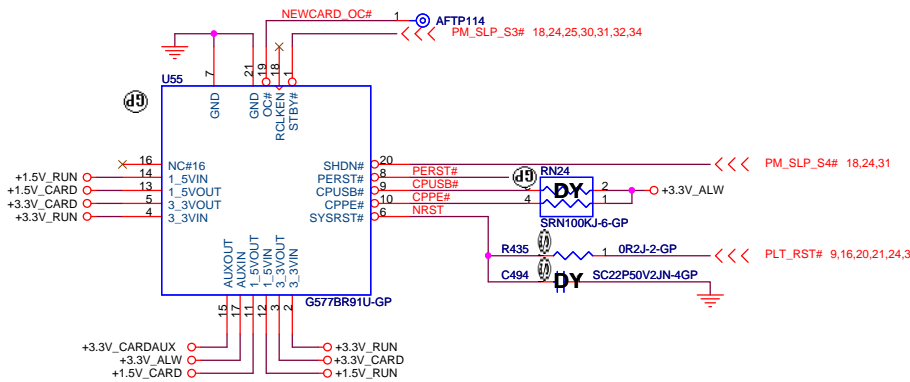 NEWCARD_OC# 1 AFTP114
PM_SLP_S3# 18,24,25,30,31,32,34
U55
7 21 19 18 1
GP
GND GND OC# RCLKEN STBY#
+1.5V_RUN 16 NC#16
14 1_5VIN
+1.5V_CARD 13 1_5VOUT
+3.3V_CARD 5 3_3VOUT
+3.3V_RUN 4 3_3VIN
SHDN# 20 PM_SLP_S4# 18,24,31
PERST# 8 PERST# GP RN24
CPUSB# 9 CPUSB# DY 2 +3.3V_ALW
CPPE# 10 CPPE# 4 1
SYSRST# 6 NRST
SRN100KJ-6-GP
R435 1 0R2J-2-GP PLT_RST# 9,16,20,21,24,3
C494 DY SC22P50V2JN-4GP
AUXOUT AUXIN 1_5VOUT 1_5VIN 3_3VOUT 3_3VIN
G577BR91U-GP
15 17 11 12 3 2
+3.3V_CARDAUX +3.3V_RUN
+3.3V_ALW +3.3V_CARD
+1.5V_CARD +1.5V_RUN